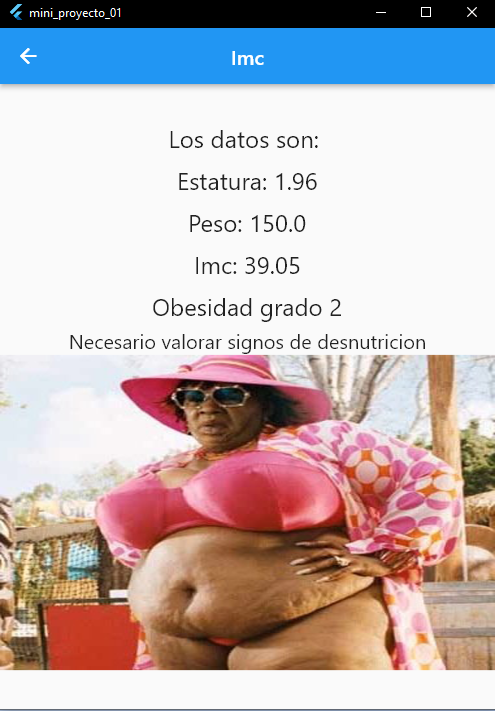 mini_proyecto_01
Imc
Los datos son:
Estatura: 1.96
Peso: 150.0
Imc: 39.05
Obesidad grado 2
Necesario valorar signos de desnutricion